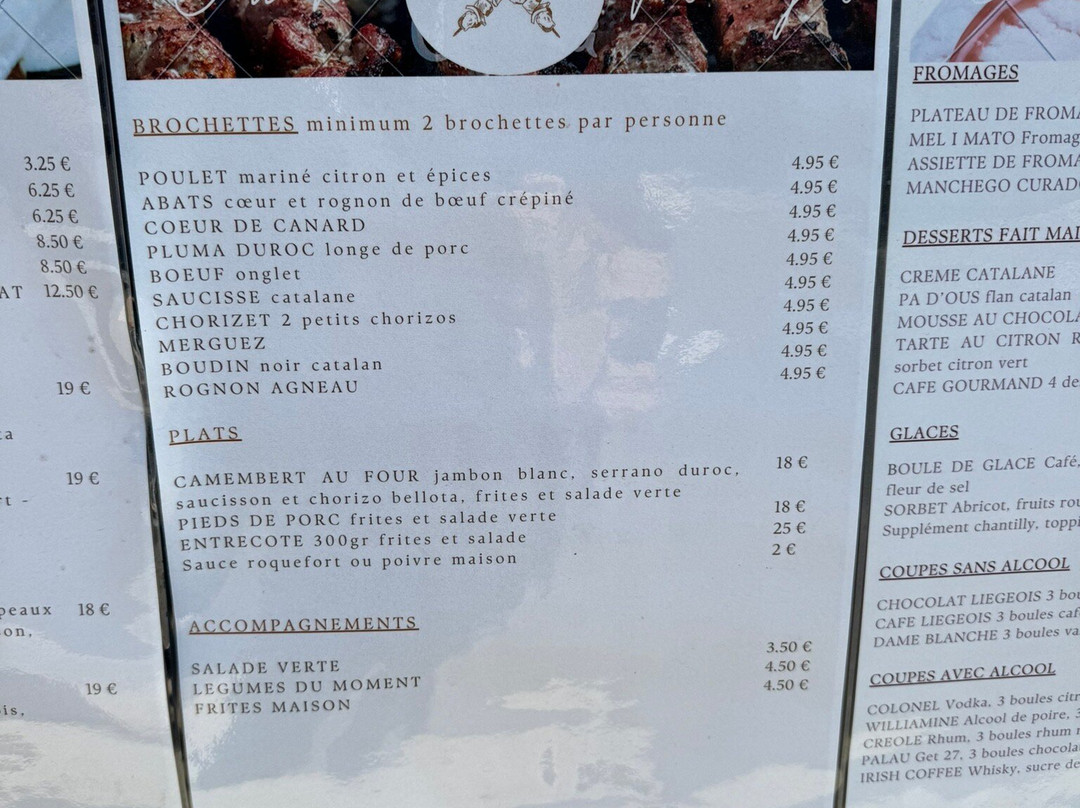 3.25 €
6.25 €
6.25 €
8.50 €
8.50 €
AT 12.50 €
19 €
19 €
18 €
19 €
BROCHETTES minimum 2 brochettes par personne
POULET mariné citron et épices 4.95 €
ABATS cœur et rognon de bœuf crépiné 4.95 €
COEUR DE CANARD 4.95 €
PLUMA DUROC longe de porc 4.95 €
BOEUF onglet 4.95 €
SAUCISSE catalane 4.95 €
CHORIZET 2 petits chorizos 4.95 €
MERGUEZ 4.95 €
BOUDIN noir catalan 4.95 €
ROGNON AGNEAU 4.95 €
PLATS
CAMEMBERT AU FOUR jambon blanc, serrano duroc, 18 €
saucisson et chorizo bellota, frites et salade verte
PIEDS DE PORC frites et salade verte 18 €
ENTRECOTE 300gr frites et salade 25 €
Sauce roquefort ou poivre maison 2 €
ACCOMPAGNEMENTS
SALADE VERTE 3.50 €
LEGUMES DU MOMENT 4.50 €
FRITES MAISON 4.50 €
FROMAGES
PLATEAU DE FROMA
MEL I MATO Fromag
ASSIETTE DE FROMA
MANCHEGO CURADO
DESSERTS FAIT MAI
CREME CATALANE
PA D'OUS flan catalan
MOUSSE AU CHOCOLA
TARTE AU CITRON R
sorbet citron vert
CAFE GOURMAND 4 de
GLACES
BOULE DE GLACE Café,
fleur de sel
SORBET Abricot, fruits rou
Supplément chantilly, toppi
COUPES SANS ALCOOL
CHOCOLAT LIEGEOIS 3 bou
CAFE LIEGEOIS 3 boules caf
DAME BLANCHE 3 boules va
COUPES AVEC ALCOOL
COLONEL Vodka, 3 boules citr
WILLIAMINE Alcool de poire, 3
CREOLE Rhum, 3 boules rhum r
PALAU Get 27, 3 boules chocola
IRISH COFFEE Whisky, sucre de